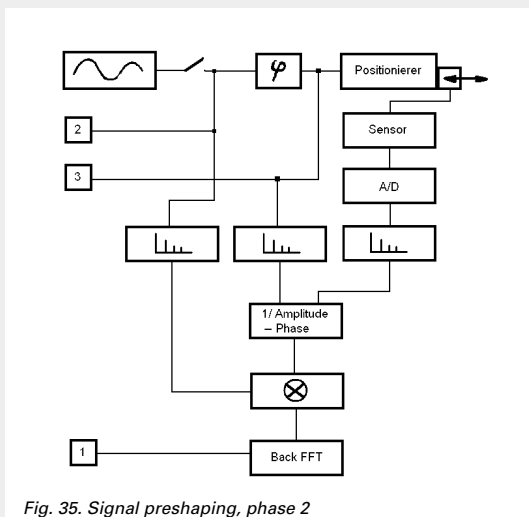 φ
Positionierer
2
Sensor
3
A/D
1/ Amplitude
– Phase
1
Back FFT
Fig. 35. Signal preshaping, phase 2